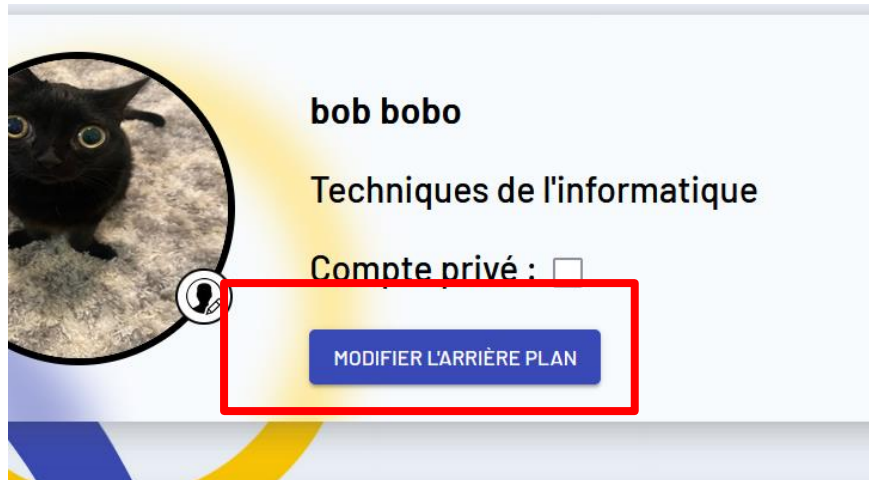 bob bobo
Techniques de l'informatique
Compte privé :
MODIFIER L'ARRIÈRE PLAN